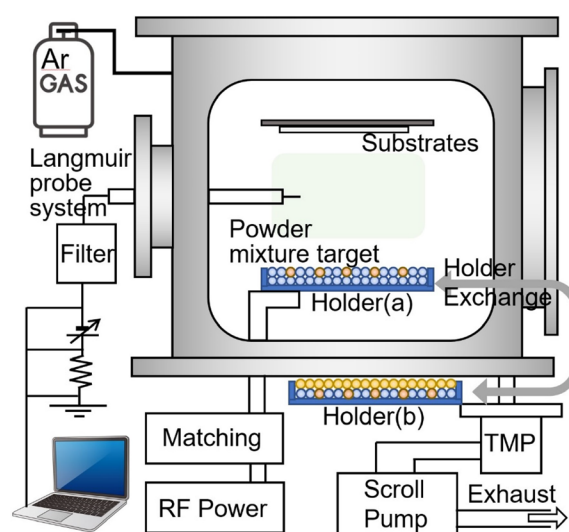 Ar
GAS
Substrates
Langmuir
probe
system
Filter
Powder
mixture target
Holder
Exchange
Holder(a)
Holder(b)
Matching
TMP
RF Power
Scroll
Pump
Exhaust